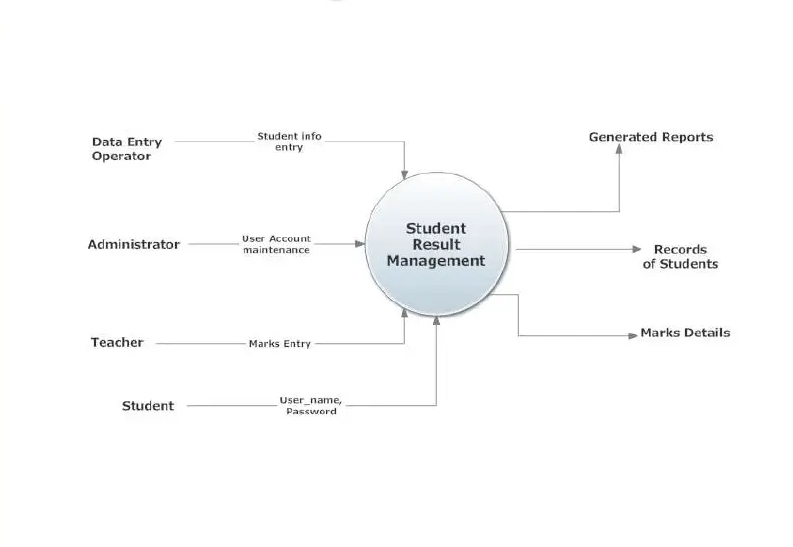 Data Entry
Operator
Student info
entry
Generated Reports
Administrator
User Account
maintenance
Student
Result
Management
Records
of Students
Teacher
Marks Entry
Marks Details
Student
User_name,
Password